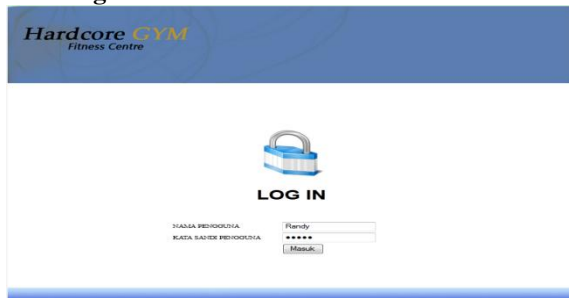 Hardcore GYM
Fitness Centre
LOG IN
NAMA PENGGUNA Randy
KATA SANDI PENGGUNA •••••
Masuk